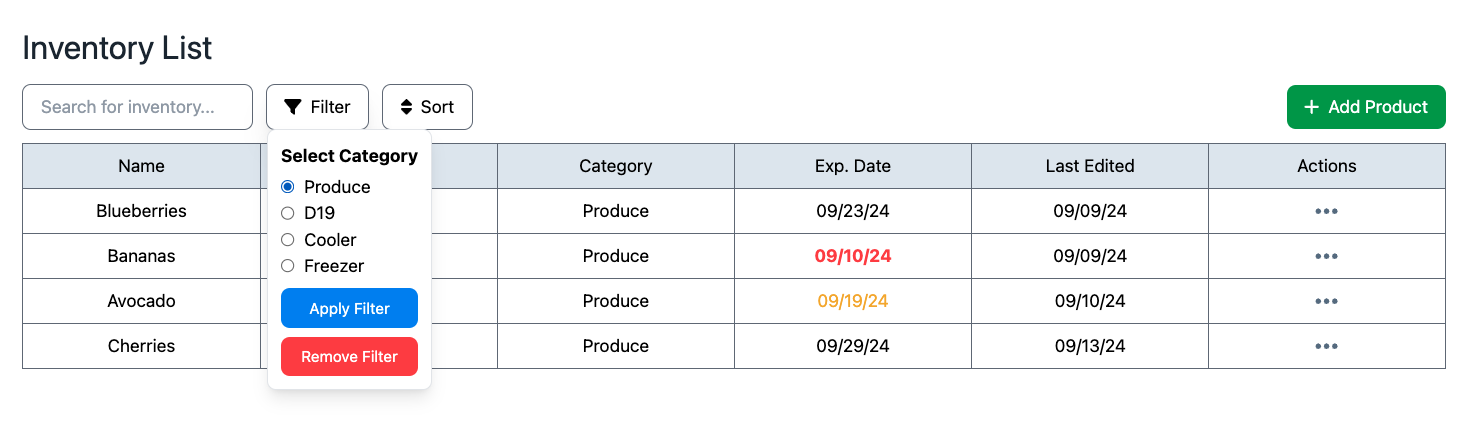 Inventory List
Search for inventory...
Filter
Sort
+ Add Product
Select Category
Produce
D19
Cooler
Freezer
Apply Filter
Remove Filter
Name Category Exp. Date Last Edited Actions
Blueberries Produce 09/23/24 09/09/24 •••
Bananas Produce 09/10/24 09/09/24 •••
Avocado Produce 09/19/24 09/10/24 •••
Cherries Produce 09/29/24 09/13/24 •••